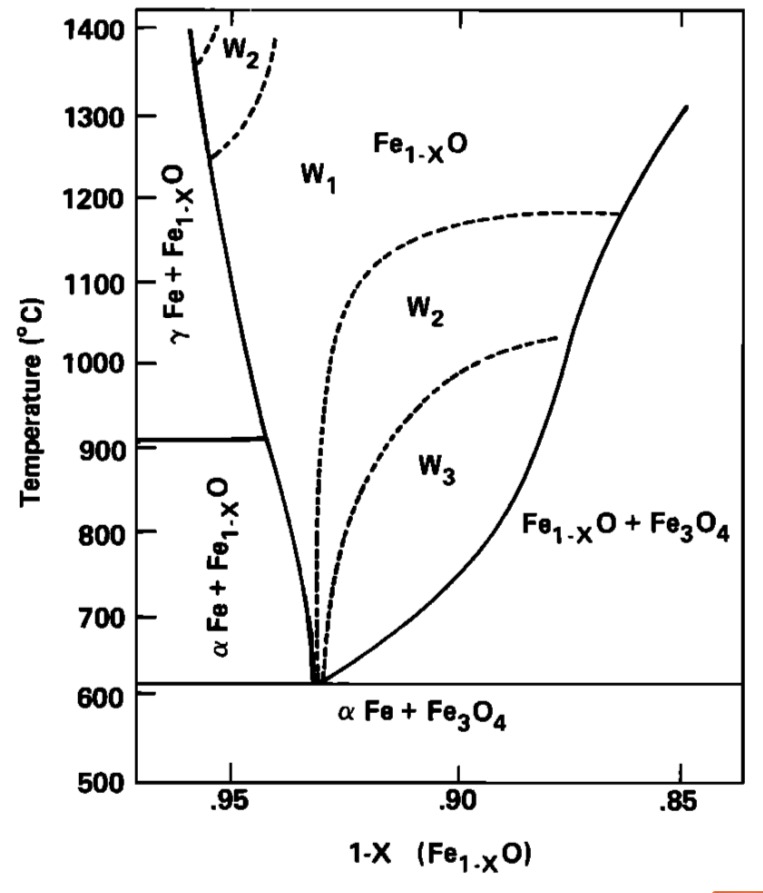 1400
1300
1200
1100
1000
900
800
700
600
500
Temperature (°C)
W₂
Fe₁₋ₓO
W₁
γ Fe + Fe₁₋ₓO
W₂
W₃
α Fe + Fe₁₋ₓO
Fe₁₋ₓO + Fe₃O₄
α Fe + Fe₃O₄
.95 .90 .85
1-X (Fe₁₋ₓO)